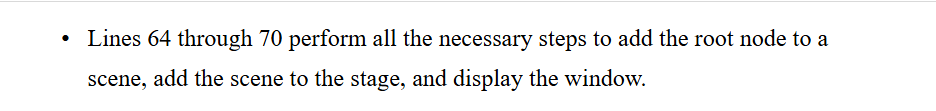 • Lines 64 through 70 perform all the necessary steps to add the root node to a
scene, add the scene to the stage, and display the window.